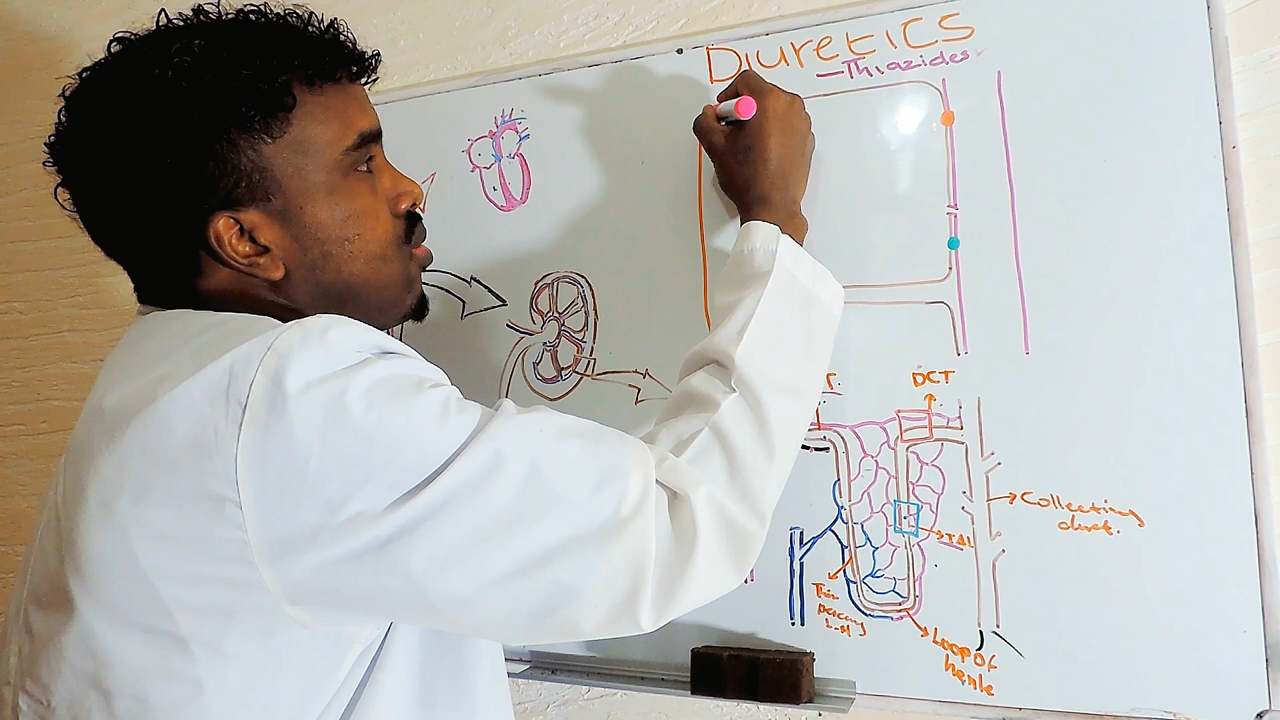 Diuretics
-Thiazides
T.
DCT
Collecting
duct.
TAL
Thin
Loop of
henle